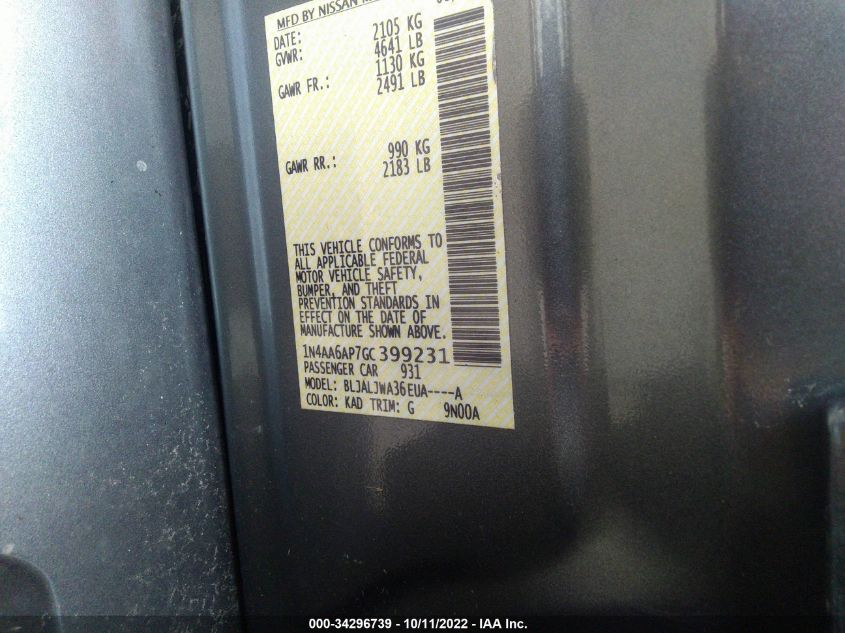 MFD BY NISSAN
DATE:
GVWR: 2105 KG
4641 LB
GAWR FR.: 1130 KG
2491 LB
GAWR RR.: 990 KG
2183 LB
THIS VEHICLE CONFORMS TO
ALL APPLICABLE FEDERAL
MOTOR VEHICLE SAFETY,
BUMPER, AND THEFT
PREVENTION STANDARDS IN
EFFECT ON THE DATE OF
MANUFACTURE SHOWN ABOVE.
1N4AA6AP7GC399231
PASSENGER CAR 931
MODEL: BLJALJWA36EUA----A
COLOR: KAD TRIM: G 9N00A
000-34296739 - 10/11/2022 - IAA Inc.